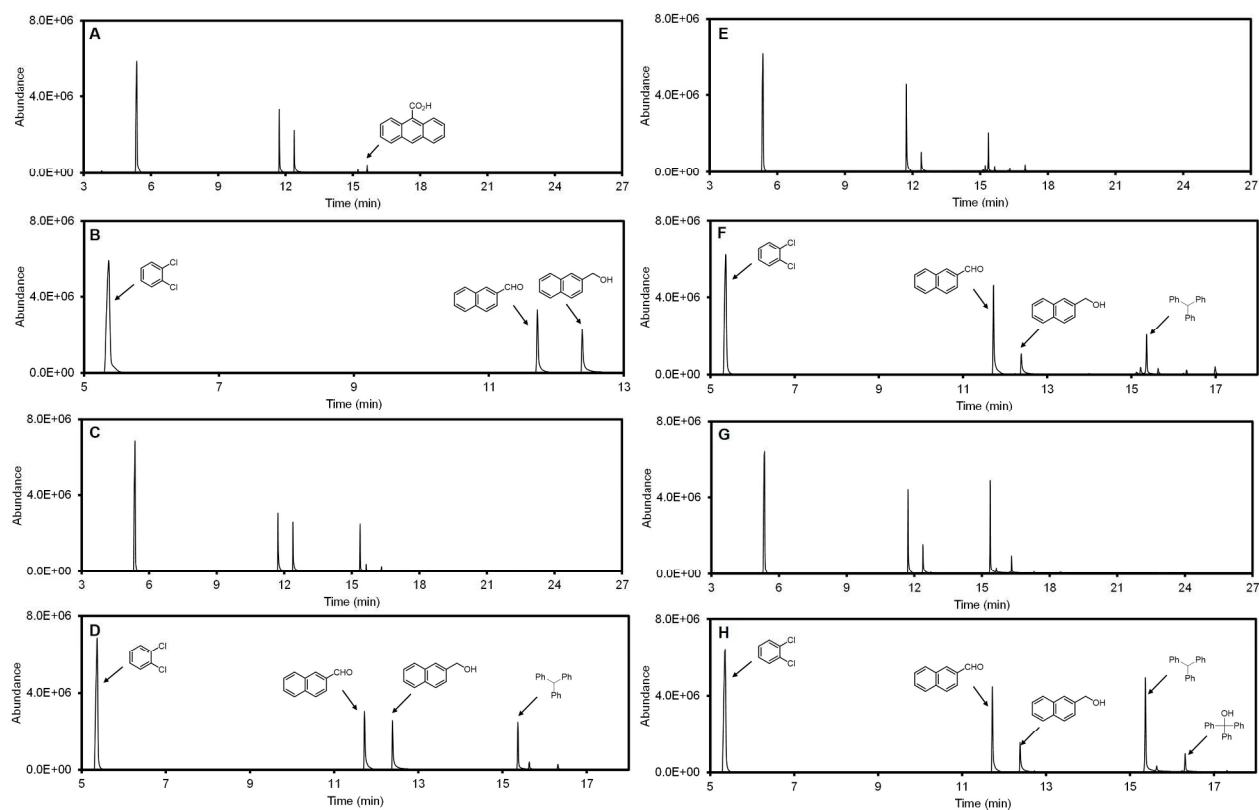 A
8.0E+06
4.0E+06
0.0E+00
Abundance
CO₂H
3 6 9 12 15 18 21 24 27
Time (min)
B
8.0E+06
4.0E+06
0.0E+00
Abundance
Cl
Cl
CHO
OH
5 7 9 11 13
Time (min)
C
8.0E+06
4.0E+06
0.0E+00
Abundance
3 6 9 12 15 18 21 24 27
Time (min)
D
8.0E+06
4.0E+06
0.0E+00
Abundance
Cl
Cl
CHO
OH
Ph Ph
Ph
5 7 9 11 13 15 17
Time (min)
E
8.0E+06
4.0E+06
0.0E+00
Abundance
3 6 9 12 15 18 21 24 27
Time (min)
F
8.0E+06
4.0E+06
0.0E+00
Abundance
Cl
Cl
CHO
OH
Ph Ph
Ph
5 7 9 11 13 15 17
Time (min)
G
8.0E+06
4.0E+06
0.0E+00
Abundance
3 6 9 12 15 18 21 24 27
Time (min)
H
8.0E+06
4.0E+06
0.0E+00
Abundance
Cl
Cl
CHO
OH
Ph Ph
Ph
OH
Ph Ph
Ph
5 7 9 11 13 15 17
Time (min)